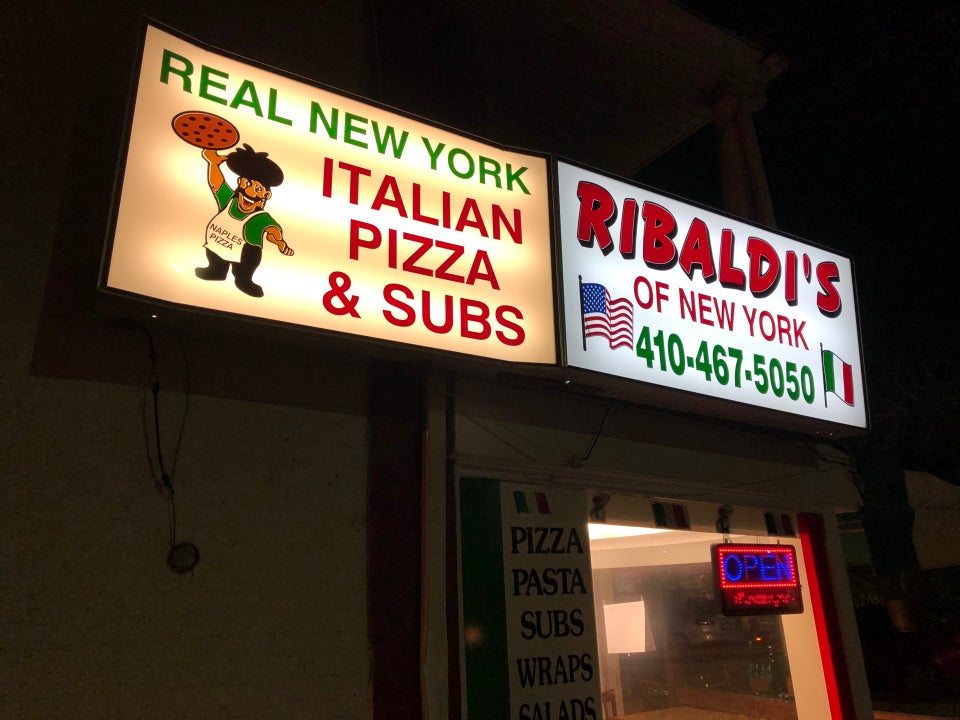 REAL NEW YORK
ITALIAN
PIZZA
& SUBS
NAPLES
PIZZA
RIBALDI'S
OF NEW YORK
410-467-5050
PIZZA
PASTA
SUBS
WRAPS
SALADS
OPEN